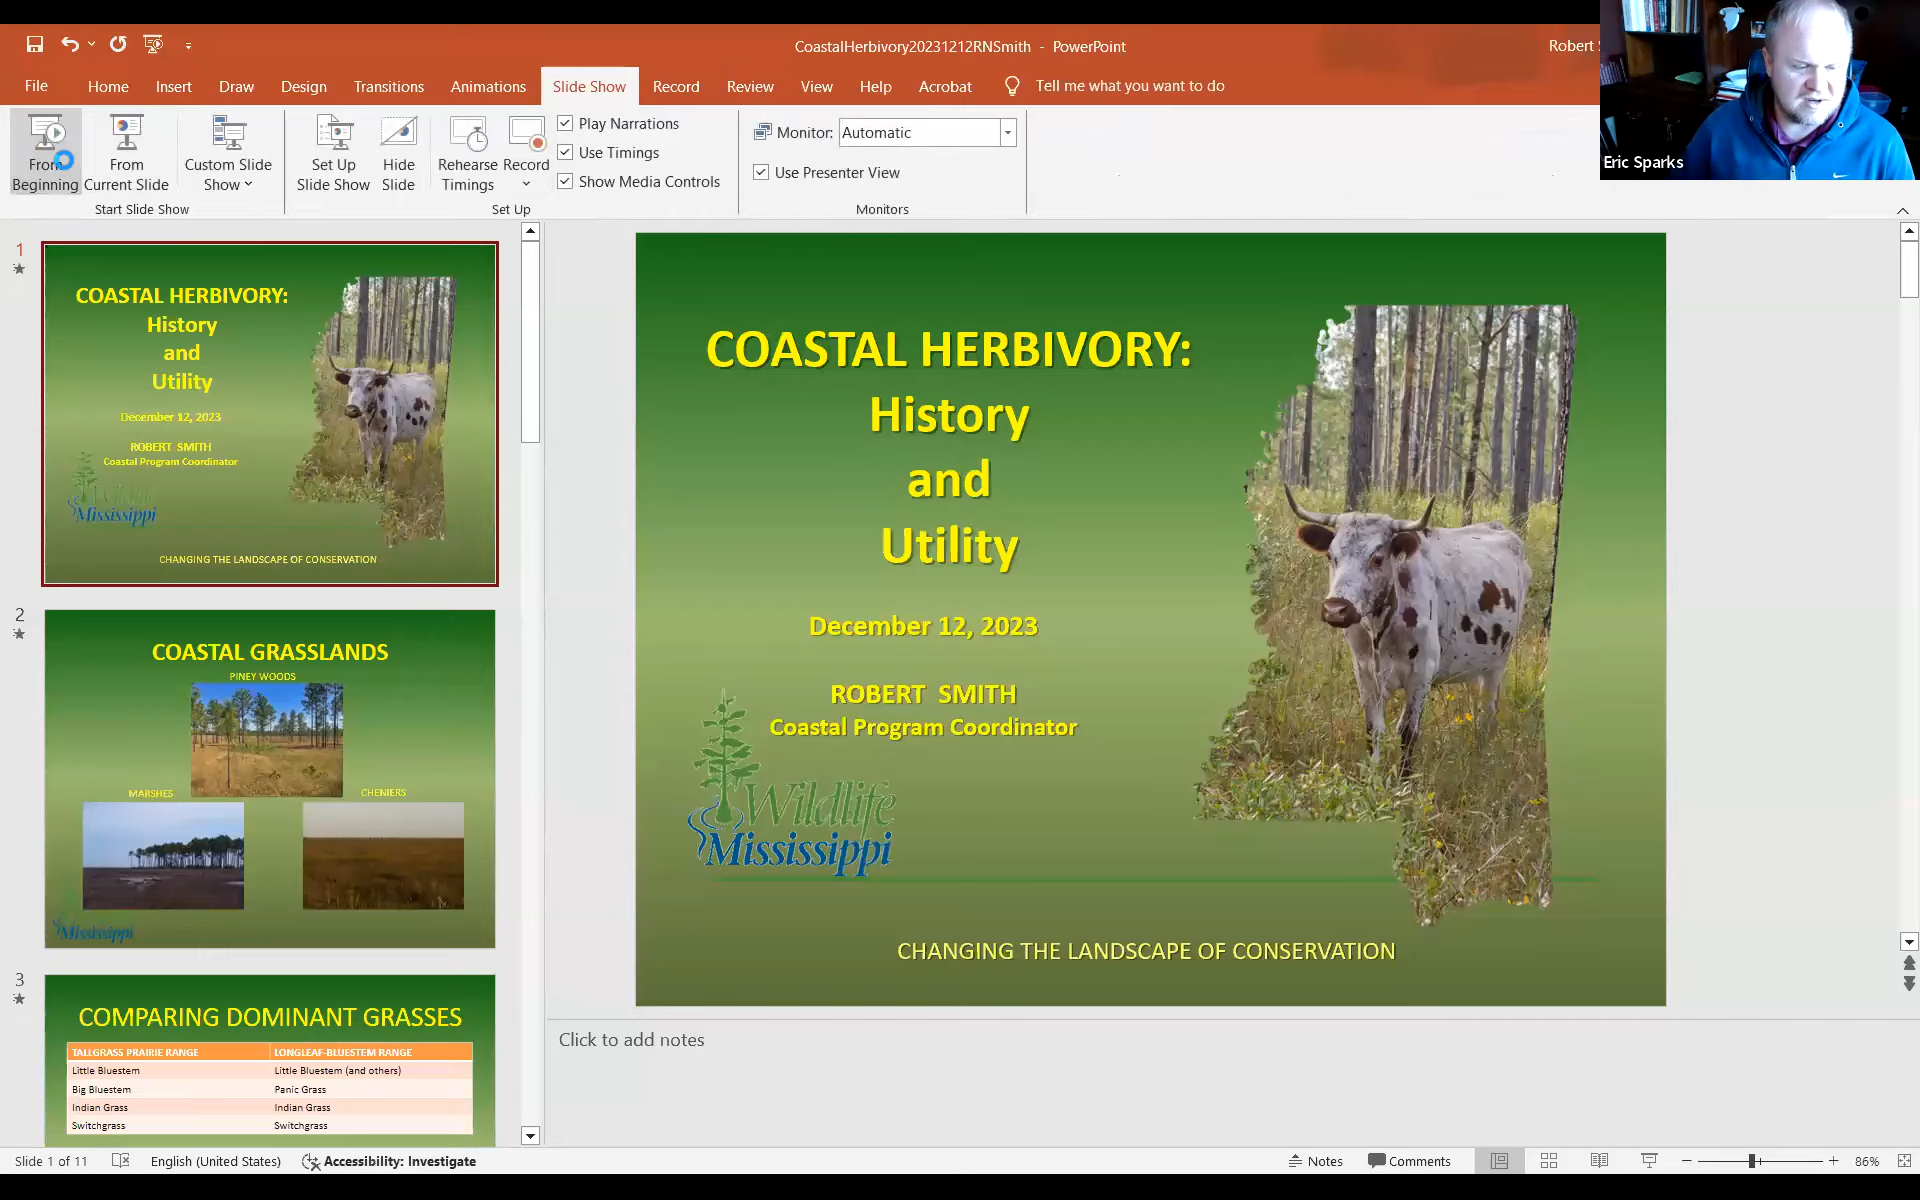 CoastalHerbivory20231212RNSmith - PowerPoint
Robert S
File
Home
Insert
Draw
Design
Transitions
Animations
Slide Show
Record
Review
View
Help
Acrobat
Tell me what you want to do
From
Beginning
From
Current Slide
Custom Slide
Show
Start Slide Show
Set Up
Slide Show
Hide
Slide
Rehearse
Timings
Record
Play Narrations
Use Timings
Show Media Controls
Set Up
Monitor: Automatic
Use Presenter View
Monitors
Eric Sparks
1
COASTAL HERBIVORY:
History
and
Utility
December 12, 2023
ROBERT SMITH
Coastal Program Coordinator
Wildlife
Mississippi
CHANGING THE LANDSCAPE OF CONSERVATION
2
COASTAL GRASSLANDS
PINEY WOODS
MARSHES
CHENIERS
Mississippi
3
COMPARING DOMINANT GRASSES
TALLGRASS PRAIRIE RANGE LONGLEAF-BLUESTEM RANGE
Little Bluestem Little Bluestem (and others)
Big Bluestem Panic Grass
Indian Grass Indian Grass
Switchgrass Switchgrass
COASTAL HERBIVORY:
History
and
Utility
December 12, 2023
ROBERT SMITH
Coastal Program Coordinator
Wildlife
Mississippi
CHANGING THE LANDSCAPE OF CONSERVATION
Click to add notes
Slide 1 of 11
English (United States)
Accessibility: Investigate
Notes
Comments
86%